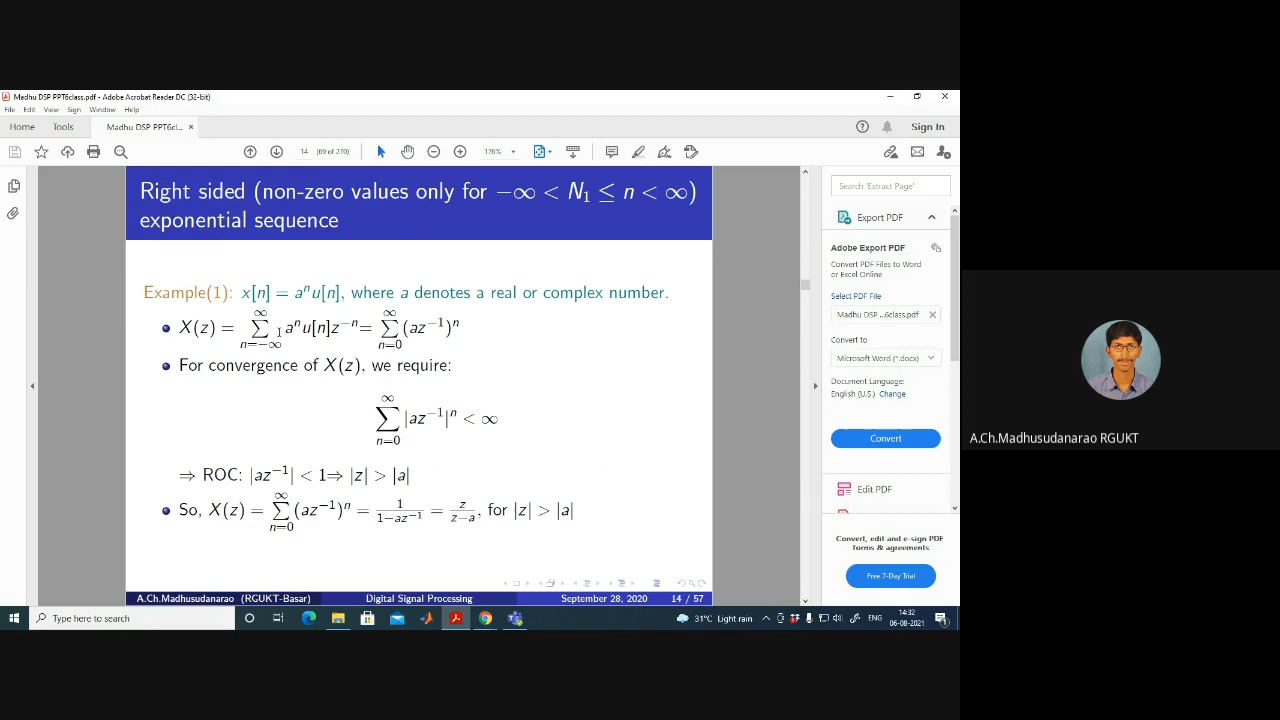 Madhu DSP PPT6class.pdf - Adobe Acrobat Reader DC (32-bit)
File Edit View Sign Window Help
Home Tools Madhu DSP PPT6cl... × Sign In
14 (69 of 270) 176%
Right sided (non-zero values only for −∞ < N₁ ≤ n < ∞)
exponential sequence
Example(1): x[n] = aⁿu[n], where a denotes a real or complex number.
X(z) = ∑_{n=−∞}^{∞} aⁿu[n]z⁻ⁿ = ∑_{n=0}^{∞} (az⁻¹)ⁿ
For convergence of X(z), we require:
∑_{n=0}^{∞} |az⁻¹|ⁿ < ∞
⇒ ROC: |az⁻¹| < 1⇒ |z| > |a|
So, X(z) = ∑_{n=0}^{∞} (az⁻¹)ⁿ = 1/(1−az⁻¹) = z/(z−a), for |z| > |a|
A.Ch.Madhusudanarao (RGUKT-Basar) Digital Signal Processing September 28, 2020 14 / 57
Search 'Extract Page'
Export PDF
Adobe Export PDF
Convert PDF Files to Word
or Excel Online
Select PDF File
Madhu DSP ...6class.pdf ×
Convert to
Microsoft Word (*.docx)
Document Language:
English (U.S.) Change
Convert
Edit PDF
Convert, edit and e-sign PDF
forms & agreements
Free 7-Day Trial
Type here to search
31°C Light rain ENG 14:32
06-08-2021
A.Ch.Madhusudanarao RGUKT